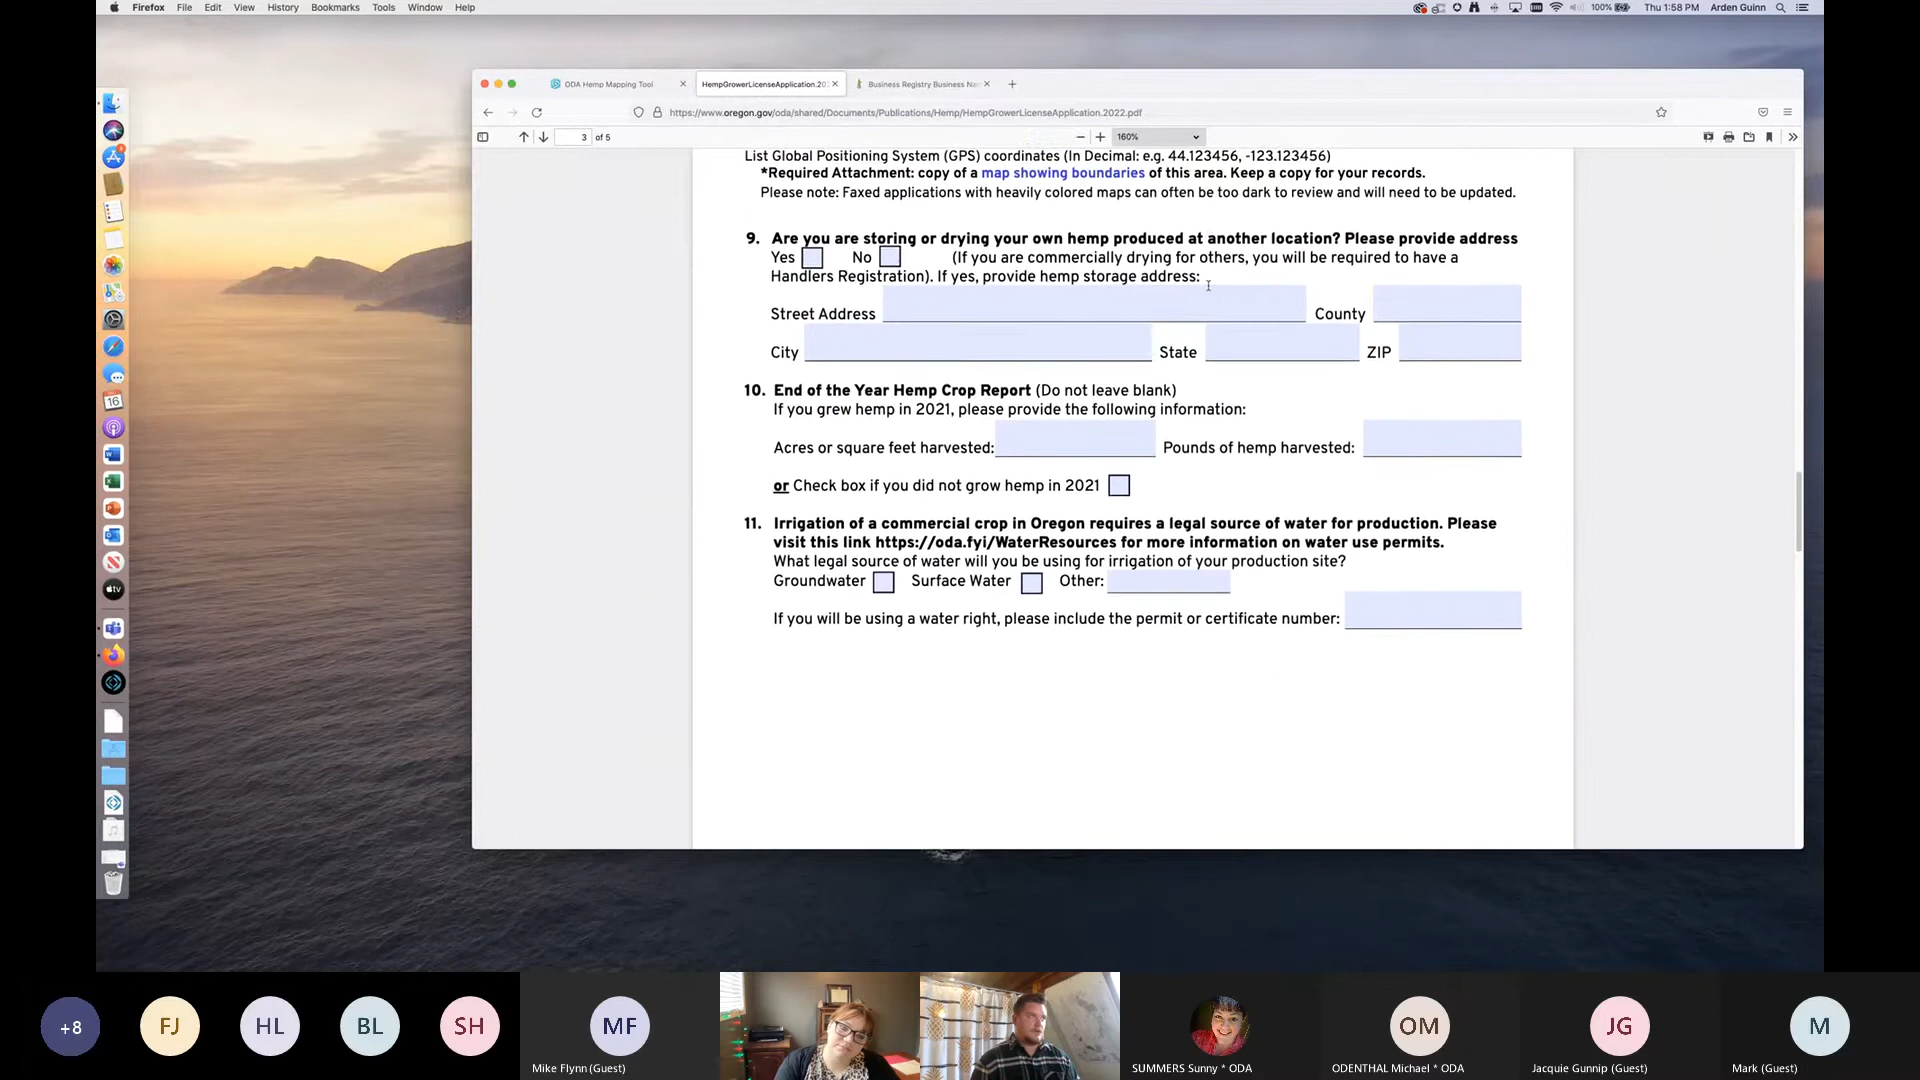 Firefox File Edit View History Bookmarks Tools Window Help
100% Thu 1:58 PM Arden Guinn
ODA Hemp Mapping Tool
HempGrowerLicenseApplication.20
Business Registry Business Na
https://www.oregon.gov/oda/shared/Documents/Publications/Hemp/HempGrowerLicenseApplication.2022.pdf
3 of 5
160%
List Global Positioning System (GPS) coordinates (In Decimal: e.g. 44.123456, -123.123456)
*Required Attachment: copy of a map showing boundaries of this area. Keep a copy for your records.
Please note: Faxed applications with heavily colored maps can often be too dark to review and will need to be updated.
9. Are you are storing or drying your own hemp produced at another location? Please provide address
Yes No (If you are commercially drying for others, you will be required to have a
Handlers Registration). If yes, provide hemp storage address:
Street Address County
City State ZIP
10. End of the Year Hemp Crop Report (Do not leave blank)
If you grew hemp in 2021, please provide the following information:
Acres or square feet harvested: Pounds of hemp harvested:
or Check box if you did not grow hemp in 2021
11. Irrigation of a commercial crop in Oregon requires a legal source of water for production. Please
visit this link https://oda.fyi/WaterResources for more information on water use permits.
What legal source of water will you be using for irrigation of your production site?
Groundwater Surface Water Other:
If you will be using a water right, please include the permit or certificate number:
16
tv
+8 FJ HL BL SH MF OM JG M
Mike Flynn (Guest)
SUMMERS Sunny * ODA
ODENTHAL Michael * ODA
Jacquie Gunnip (Guest)
Mark (Guest)